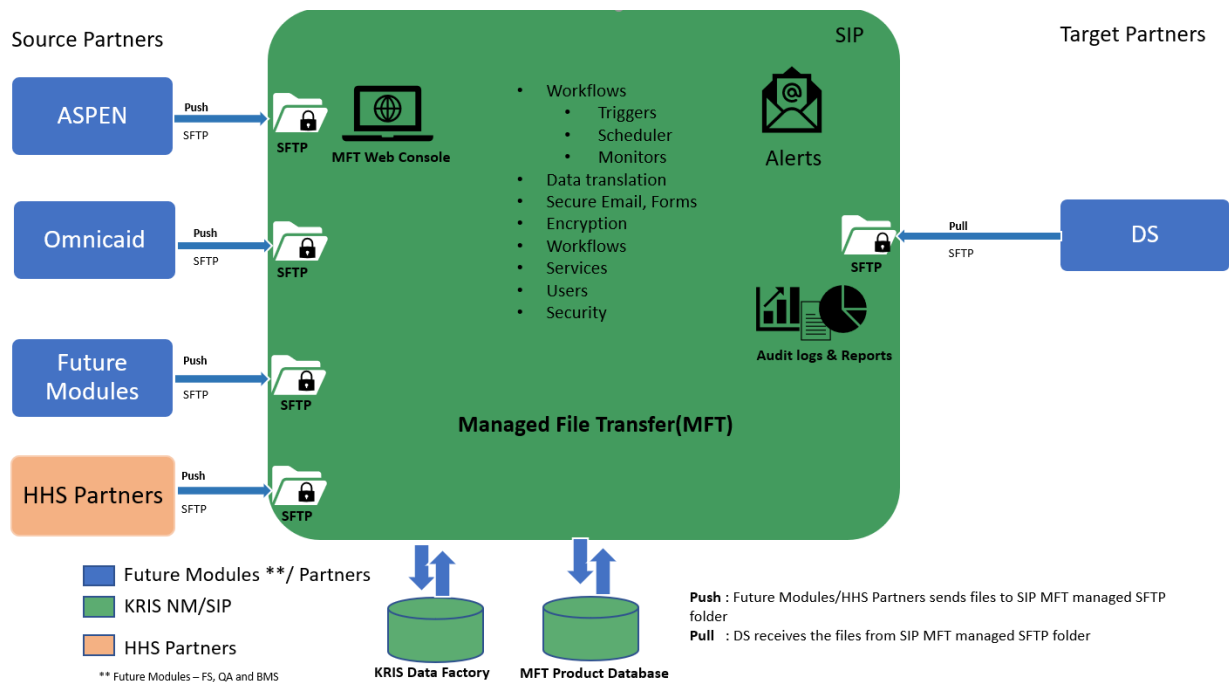 Source Partners
SIP
Target Partners
ASPEN
Push
SFTP
SFTP
MFT Web Console
• Workflows
• Triggers
• Scheduler
• Monitors
• Data translation
• Secure Email, Forms
• Encryption
• Workflows
• Services
• Users
• Security
Alerts
Omnicaid
Push
SFTP
SFTP
SFTP
Pull
SFTP
DS
Audit logs & Reports
Future
Modules
Push
SFTP
SFTP
Managed File Transfer(MFT)
HHS Partners
Push
SFTP
SFTP
Future Modules **/ Partners
KRIS NM/SIP
HHS Partners
** Future Modules – FS, QA and BMS
KRIS Data Factory
MFT Product Database
Push : Future Modules/HHS Partners sends files to SIP MFT managed SFTP
folder
Pull : DS receives the files from SIP MFT managed SFTP folder